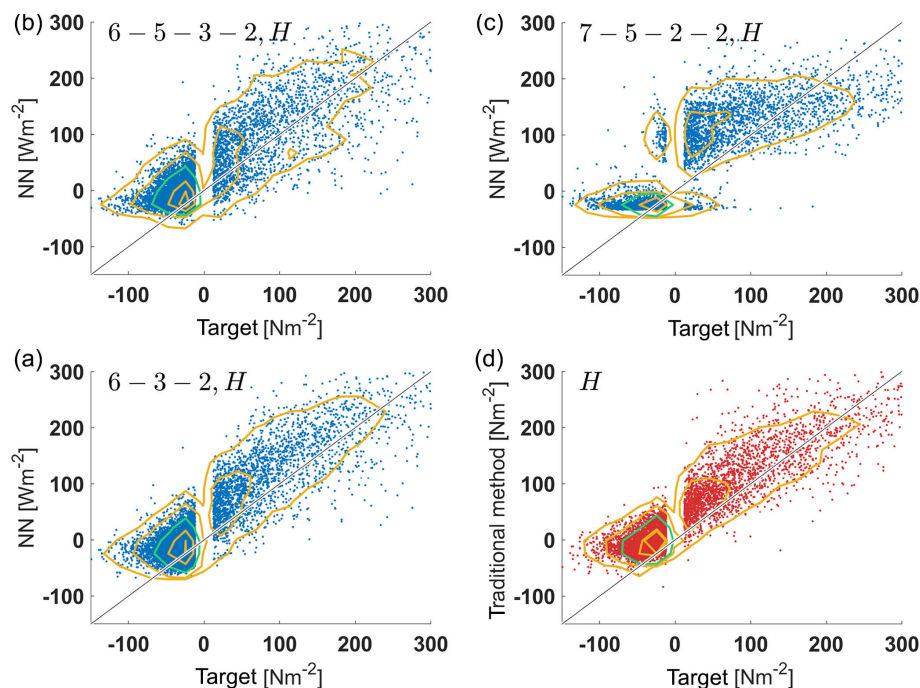 (b)
6 − 5 − 3 − 2, H
300
200
100
0
-100
NN [Wm⁻²]
-100 0 100 200 300
Target [Nm⁻²]
(c)
7 − 5 − 2 − 2, H
300
200
100
0
-100
NN [Wm⁻²]
-100 0 100 200 300
Target [Nm⁻²]
(a)
6 − 3 − 2, H
300
200
100
0
-100
NN [Wm⁻²]
-100 0 100 200 300
Target [Nm⁻²]
(d)
H
300
200
100
0
-100
Traditional method [Nm⁻²]
-100 0 100 200 300
Target [Nm⁻²]